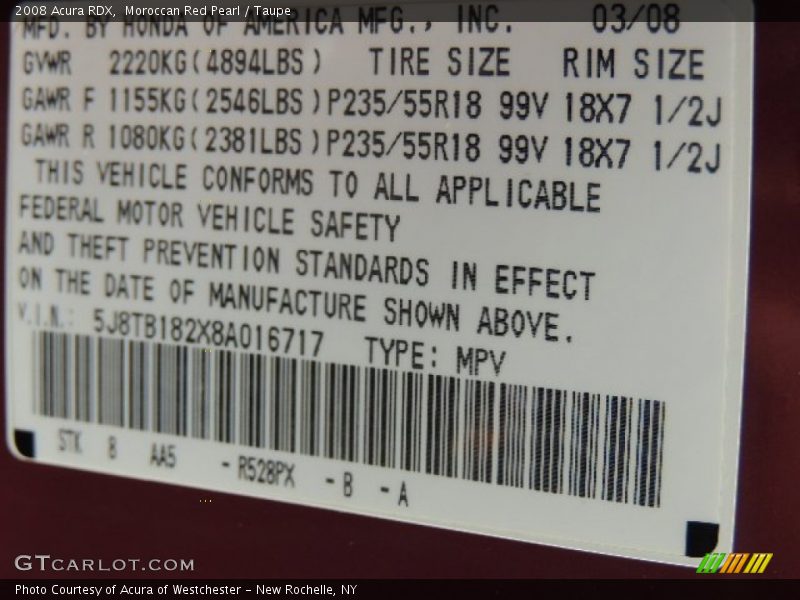 2008 Acura RDX, Moroccan Red Pearl / Taupe
MFD. BY HONDA OF AMERICA MFG., INC. 03/08
GVWR 2220KG(4894LBS) TIRE SIZE RIM SIZE
GAWR F 1155KG(2546LBS)P235/55R18 99V 18X7 1/2J
GAWR R 1080KG(2381LBS)P235/55R18 99V 18X7 1/2J
THIS VEHICLE CONFORMS TO ALL APPLICABLE
FEDERAL MOTOR VEHICLE SAFETY
AND THEFT PREVENTION STANDARDS IN EFFECT
ON THE DATE OF MANUFACTURE SHOWN ABOVE.
V.I.N.: 5J8TB182X8A016717 TYPE: MPV
STK B AA5 - R528PX - B - A
GTCARLOT.COM
Photo Courtesy of Acura of Westchester - New Rochelle, NY